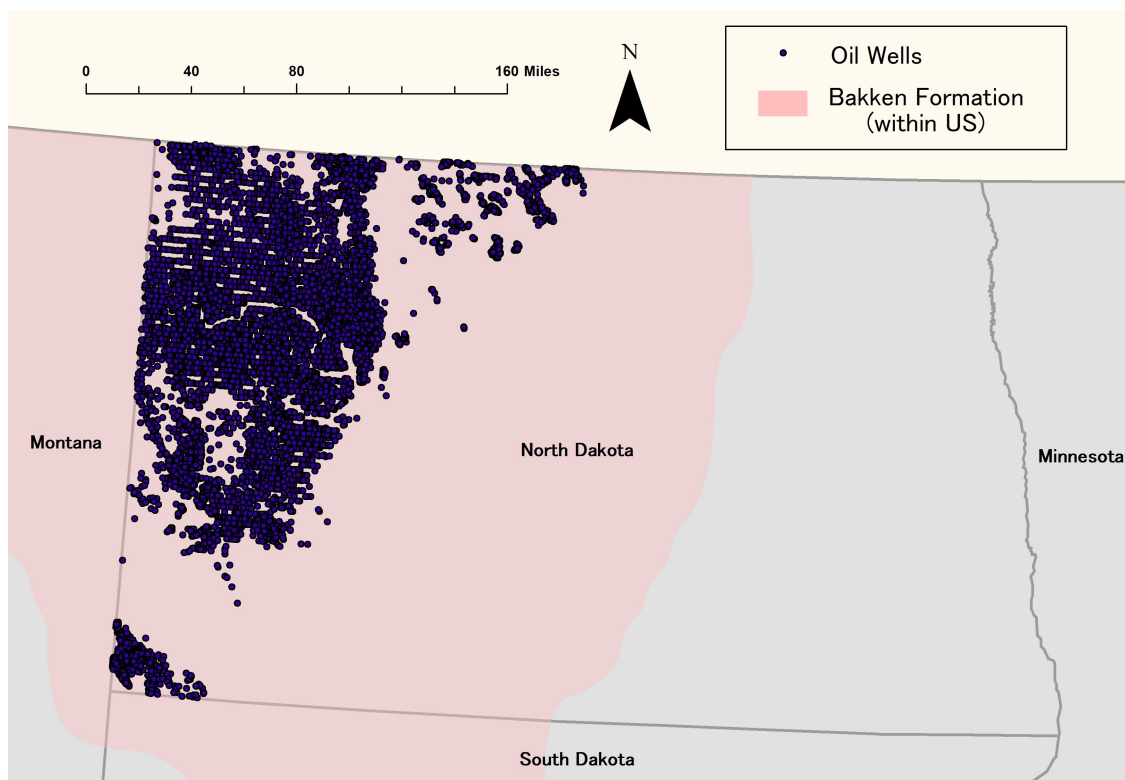 0 40 80 160 Miles
N
Oil Wells
Bakken Formation
(within US)
Montana
North Dakota
Minnesota
South Dakota